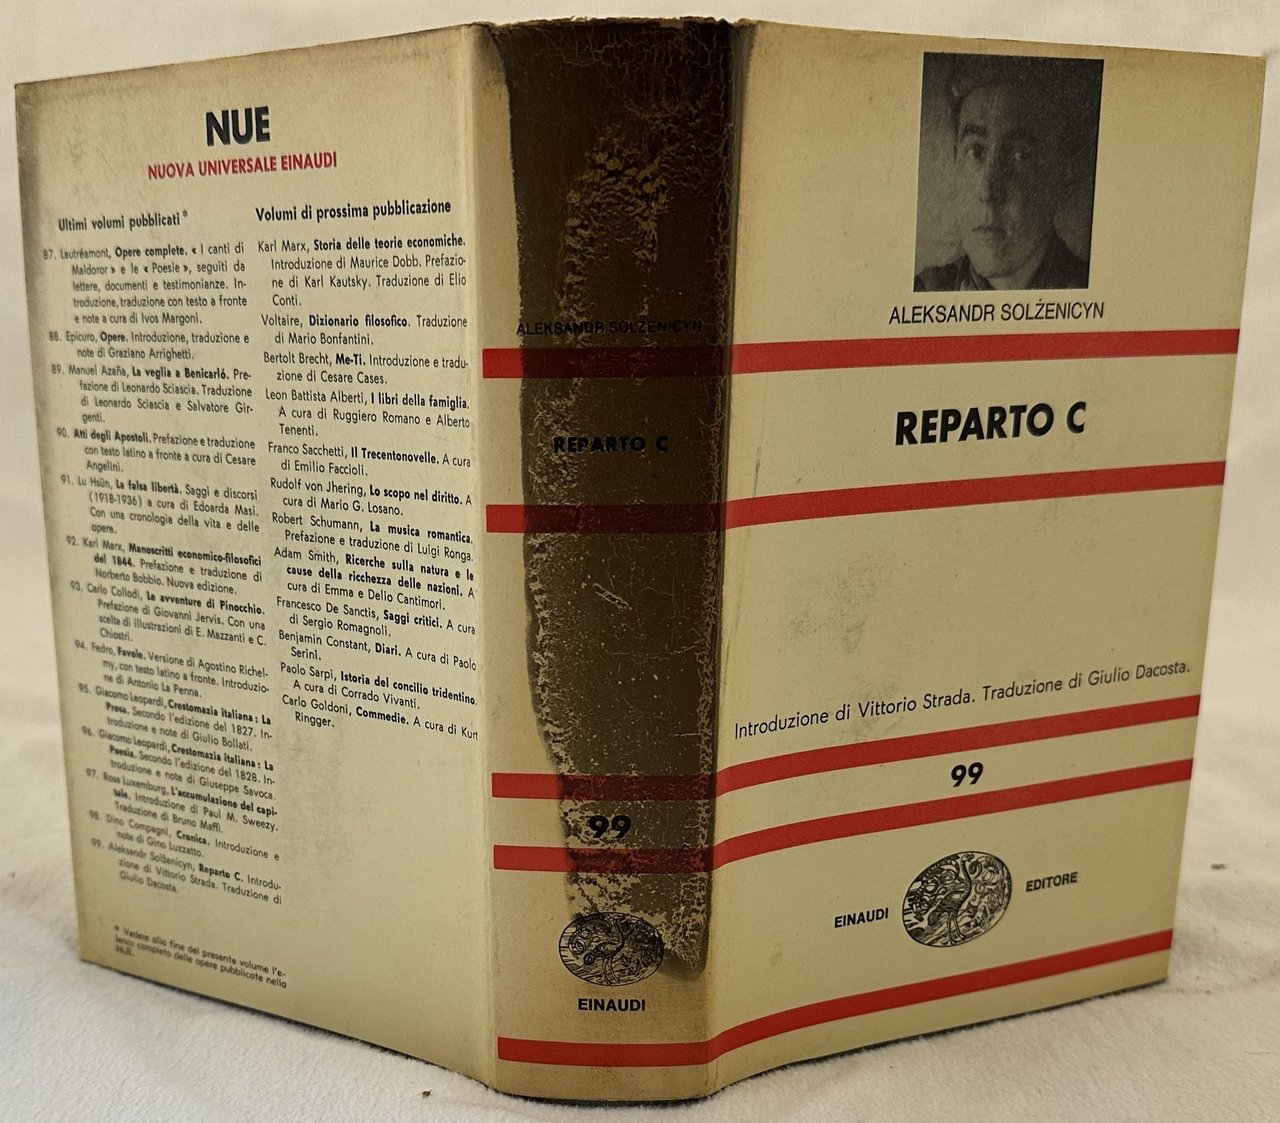 NUE
NUOVA UNIVERSALE EINAUDI
Ultimi volumi pubblicati *
87. Lautréamont, Opere complete. « I canti di
Maldoror » e le « Poesie », seguiti da
lettere, documenti e testimonianze. In-
troduzione, traduzione con testo a fronte
e note a cura di Ivos Margoni.
88. Epicuro, Opere. Introduzione, traduzione e
note di Graziano Arrighetti.
89. Manuel Azaña, La veglia a Benicarló. Pre-
fazione di Leonardo Sciascia. Traduzione
di Leonardo Sciascia e Salvatore Gir-
genti.
90. Atti degli Apostoli. Prefazione e traduzione
con testo latino a fronte a cura di Cesare
Angelini.
91. Lu Hsün, La falsa libertà. Saggi e discorsi
(1918-1936) a cura di Edoarda Masi.
Con una cronologia della vita e delle
opere.
92. Karl Marx, Manoscritti economico-filosofici
del 1844. Prefazione e traduzione di
Norberto Bobbio. Nuova edizione.
93. Carlo Collodi, Le avventure di Pinocchio.
Prefazione di Giovanni Jervis. Con una
scelta di illustrazioni di E. Mazzanti e C.
Chiostri.
94. Fedro, Favole. Versione di Agostino Richel-
my, con testo latino a fronte. Introduzio-
ne di Antonio La Penna.
95. Giacomo Leopardi, Crestomazia italiana : La
Prosa. Secondo l'edizione del 1827. In-
troduzione e note di Giulio Bollati.
96. Giacomo Leopardi, Crestomazia italiana : La
Poesia. Secondo l'edizione del 1828. In-
troduzione e note di Giuseppe Savoca.
97. Rosa Luxemburg, L'accumulazione del capi-
tale. Introduzione di Paul M. Sweezy.
Traduzione di Bruno Maffi.
98. Dino Compagni, Cronica. Introduzione e
note di Gino Luzzatto.
99. Aleksandr Solženicyn, Reparto C. Introdu-
zione di Vittorio Strada. Traduzione di
Giulio Dacosta.
* Vedere alla fine del presente volume l'e-
lenco completo delle opere pubblicate nella
NUE.
Volumi di prossima pubblicazione
Karl Marx, Storia delle teorie economiche.
Introduzione di Maurice Dobb. Prefazio-
ne di Karl Kautsky. Traduzione di Elio
Conti.
Voltaire, Dizionario filosofico. Traduzione
di Mario Bonfantini.
Bertolt Brecht, Me-Ti. Introduzione e tradu-
zione di Cesare Cases.
Leon Battista Alberti, I libri della famiglia.
A cura di Ruggiero Romano e Alberto
Tenenti.
Franco Sacchetti, Il Trecentonovelle. A cura
di Emilio Faccioli.
Rudolf von Jhering, Lo scopo nel diritto. A
cura di Mario G. Losano.
Robert Schumann, La musica romantica.
Prefazione e traduzione di Luigi Ronga.
Adam Smith, Ricerche sulla natura e le
cause della ricchezza delle nazioni. A
cura di Emma e Delio Cantimori.
Francesco De Sanctis, Saggi critici. A cura
di Sergio Romagnoli.
Benjamin Constant, Diari. A cura di Paolo
Serini.
Paolo Sarpi, Istoria del concilio tridentino.
A cura di Corrado Vivanti.
Carlo Goldoni, Commedie. A cura di Kurt
Ringger.
ALEKSANDR SOLŽENICYN
REPARTO C
99
EINAUDI
ALEKSANDR SOLŽENICYN
REPARTO C
Introduzione di Vittorio Strada. Traduzione di Giulio Dacosta.
99
EINAUDI EDITORE